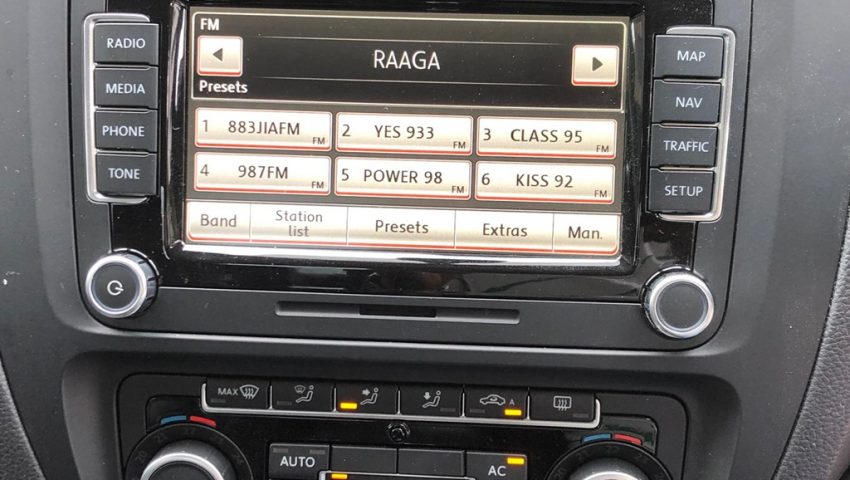 FM
RADIO
MEDIA
PHONE
TONE
RAAGA
Presets
1 883JIAFM FM
2 YES 933 FM
3 CLASS 95 FM
4 987FM FM
5 POWER 98 FM
6 KISS 92 FM
Band
Station
list
Presets
Extras
Man.
MAP
NAV
TRAFFIC
SETUP
MAX
A
AUTO
AC